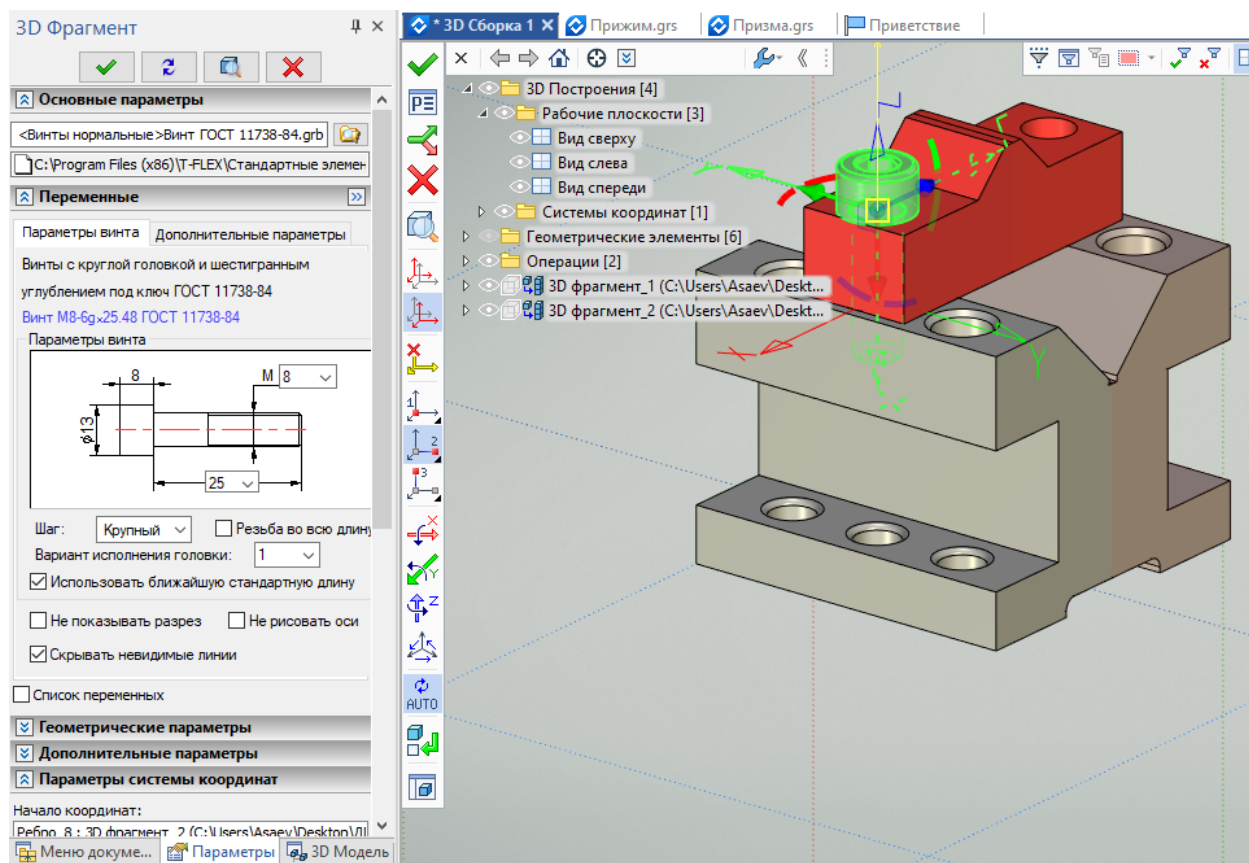 3D Фрагмент
Основные параметры
<Винты нормальные>Винт ГОСТ 11738-84.grb
C:\Program Files (x86)\T-FLEX\Стандартные элемен
Переменные
Параметры винта
Дополнительные параметры
Винты с круглой головкой и шестигранным
углублением под ключ ГОСТ 11738-84
Винт М8-6gx25.48 ГОСТ 11738-84
Параметры винта
8
M 8
ϕ13
25
Шаг: Крупный
Резьба во всю длину
Вариант исполнения головки: 1
Использовать ближайшую стандартную длину
Не показывать разрез
Не рисовать оси
Скрывать невидимые линии
Список переменных
Геометрические параметры
Дополнительные параметры
Параметры системы координат
Начало координат:
Ребро_8 : 3D фрагмент_2 (C:\Users\Asaev\Desktop\Л
Меню докуме...
Параметры
3D Модель
* 3D Сборка 1
Прижим.grs
Призма.grs
Приветствие
PE
1
2
3
X
Y
Z
AUTO
3D Построения [4]
Рабочие плоскости [3]
Вид сверху
Вид слева
Вид спереди
Системы координат [1]
Геометрические элементы [6]
Операции [2]
3D фрагмент_1 (C:\Users\Asaev\Deskt...
3D фрагмент_2 (C:\Users\Asaev\Deskt...
Z
Y
X
Y